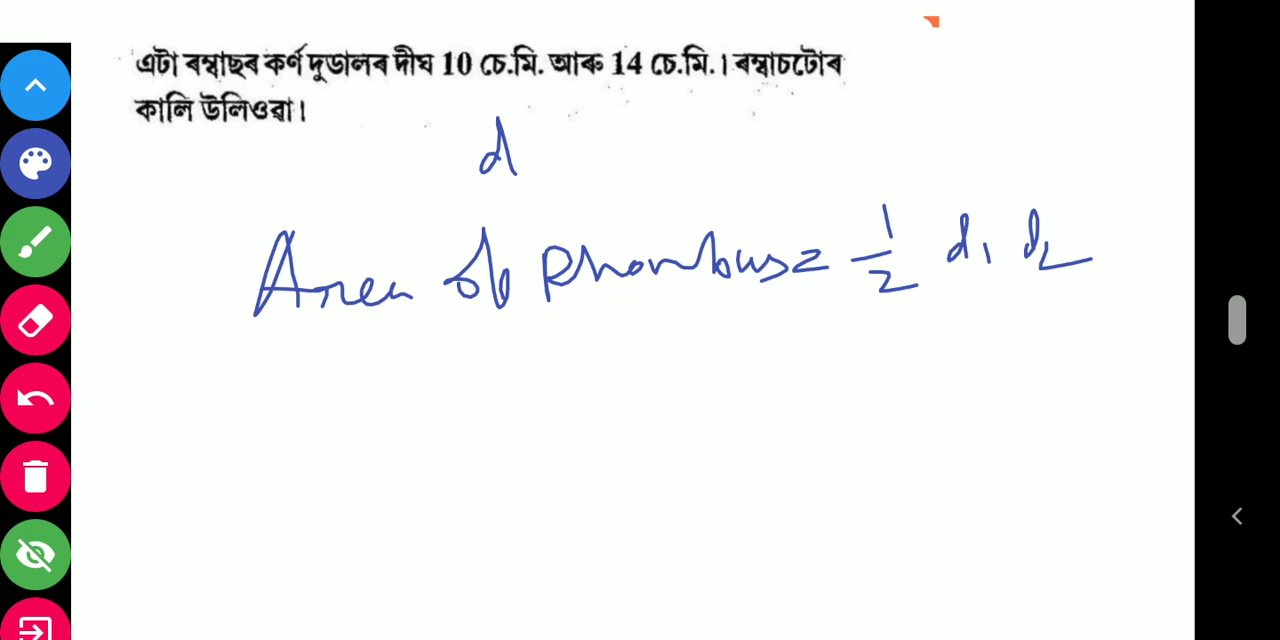 এটা ৰম্বাছৰ কৰ্ণ দুডালৰ দীঘ 10 চে.মি. আৰু 14 চে.মি.। ৰম্বাচটোৰ
কালি উলিওৱা।
d
Area of Rhombus = 1/2 d₁ d₂